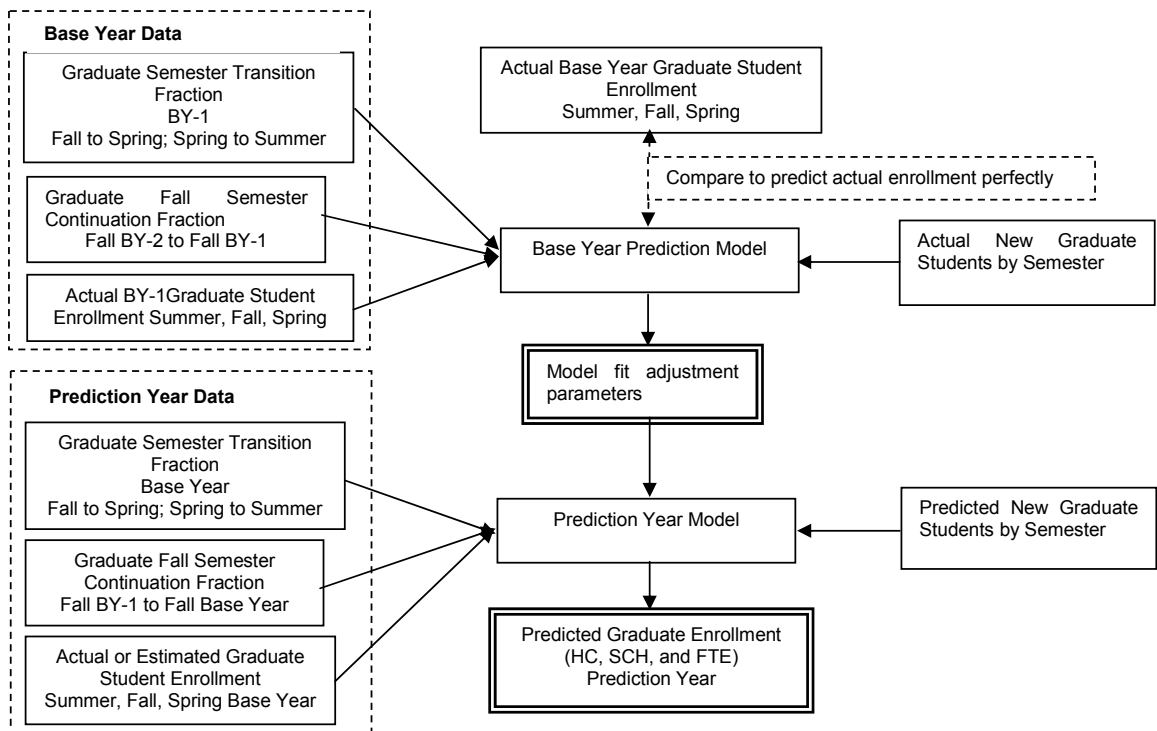 Base Year Data
Graduate Semester Transition
Fraction
BY-1
Fall to Spring; Spring to Summer
Graduate Fall Semester
Continuation Fraction
Fall BY-2 to Fall BY-1
Actual BY-1Graduate Student
Enrollment Summer, Fall, Spring
Actual Base Year Graduate Student
Enrollment
Summer, Fall, Spring
Compare to predict actual enrollment perfectly
Base Year Prediction Model
Actual New Graduate
Students by Semester
Model fit adjustment
parameters
Prediction Year Data
Graduate Semester Transition
Fraction
Base Year
Fall to Spring; Spring to Summer
Graduate Fall Semester
Continuation Fraction
Fall BY-1 to Fall Base Year
Actual or Estimated Graduate
Student Enrollment
Summer, Fall, Spring Base Year
Prediction Year Model
Predicted New Graduate
Students by Semester
Predicted Graduate Enrollment
(HC, SCH, and FTE)
Prediction Year